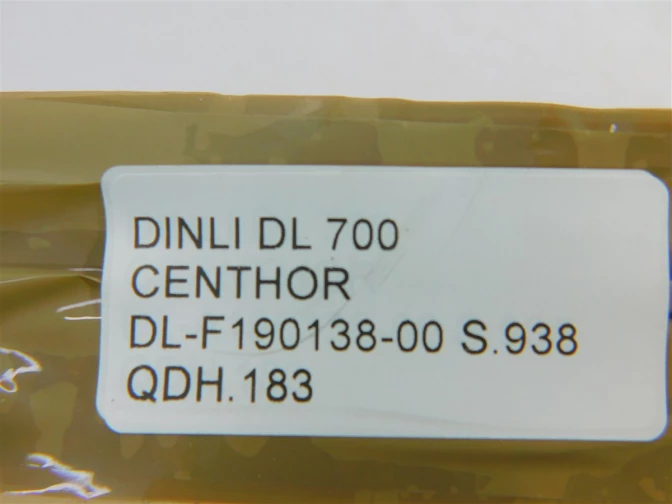 DINLI DL 700
CENTHOR
DL-F190138-00 S.938
QDH.183